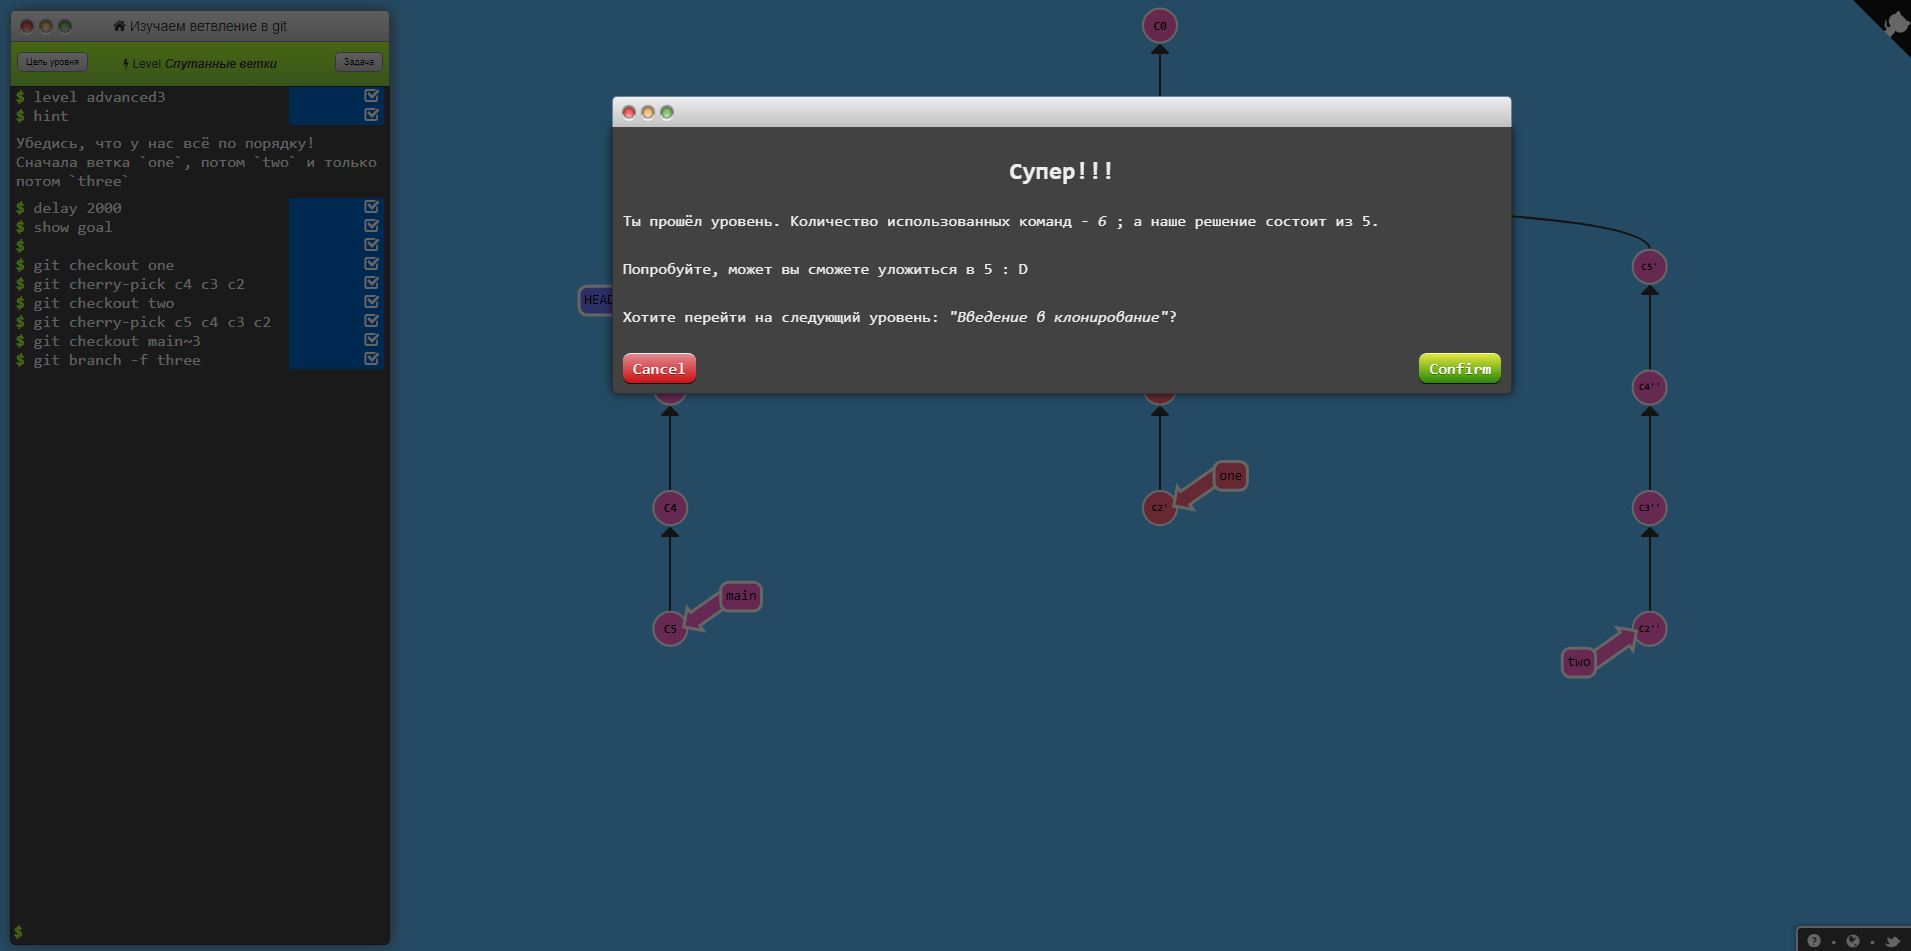 Изучаем ветвление в git
Цель уровня
Level Спутанные ветки
Задача
$ level advanced3
$ hint
Убедись, что у нас всё по порядку!
Сначала ветка `one`, потом `two` и только
потом `three`
$ delay 2000
$ show goal
$
$ git checkout one
$ git cherry-pick c4 c3 c2
$ git checkout two
$ git cherry-pick c5 c4 c3 c2
$ git checkout main~3
$ git branch -f three
$
C0
Супер!!!
Ты прошёл уровень. Количество использованных команд - 6 ; а наше решение состоит из 5.
Попробуйте, может вы сможете уложиться в 5 : D
Хотите перейти на следующий уровень: "Введение в клонирование"?
Cancel
Confirm
C5'
C4''
one
C4
C2'
C3''
main
C5
C2''
two